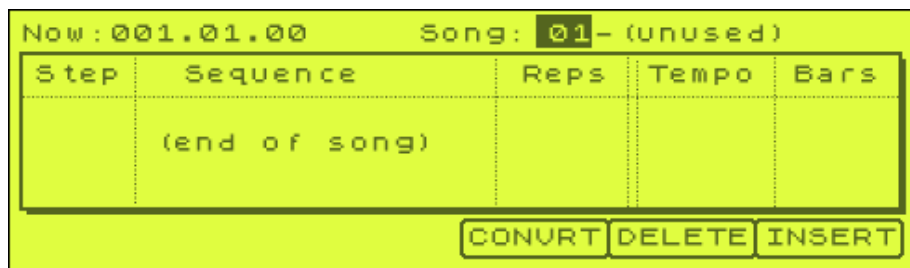 Now:001.01.00 Song: 01-(unused)
Step Sequence Reps Tempo Bars
(end of song)
CONVRT DELETE INSERT